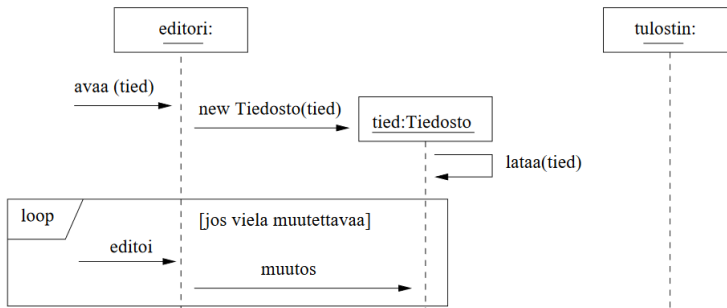 editori:
tulostin:
avaa (tied)
new Tiedosto(tied)
tied:Tiedosto
lataa(tied)
loop
[jos viela muutettavaa]
editoi
muutos